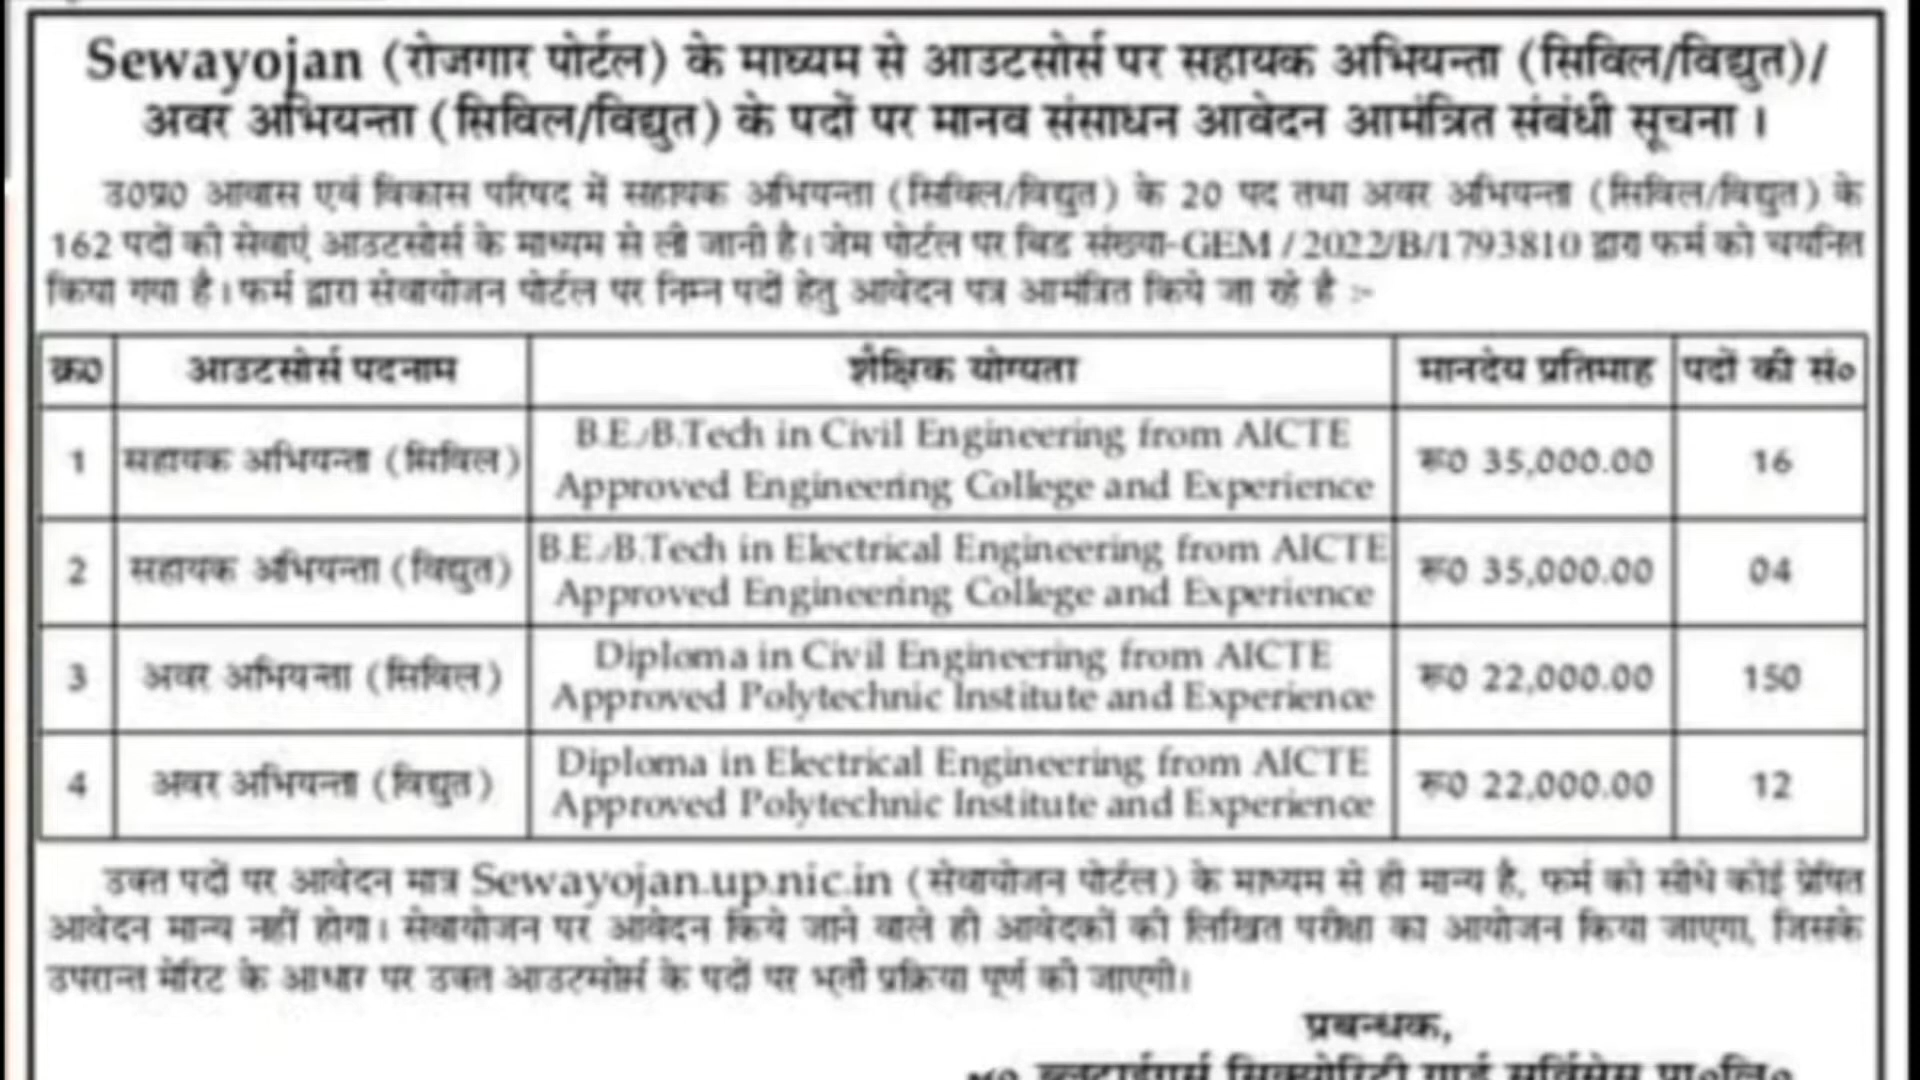 Sewayojan (रोजगार पोर्टल) के माध्यम से आउटसोर्स पर सहायक अभियन्ता (सिविल/विद्युत)/
अवर अभियन्ता (सिविल/विद्युत) के पदों पर मानव संसाधन आवेदन आमंत्रित संबंधी सूचना।
उ०प्र० आवास एवं विकास परिषद में सहायक अभियन्ता (सिविल/विद्युत) के 20 पद तथा अवर अभियन्ता (सिविल/विद्युत) के
162 पदों की सेवाएं आउटसोर्स के माध्यम से ली जानी है। जेम पोर्टल पर बिड संख्या-GEM / 2022/B/1793810 द्वारा फर्म को चयनित
किया गया है। फर्म द्वारा सेवायोजन पोर्टल पर निम्न पदों हेतु आवेदन पत्र आमंत्रित किये जा रहे है :-
क्र० आउटसोर्स पदनाम शैक्षिक योग्यता मानदेय प्रतिमाह पदों की सं०
1 सहायक अभियन्ता (सिविल) B.E./B.Tech in Civil Engineering from AICTE
Approved Engineering College and Experience रू0 35,000.00 16
2 सहायक अभियन्ता (विद्युत) B.E./B.Tech in Electrical Engineering from AICTE
Approved Engineering College and Experience रू0 35,000.00 04
3 अवर अभियन्ता (सिविल) Diploma in Civil Engineering from AICTE
Approved Polytechnic Institute and Experience रू0 22,000.00 150
4 अवर अभियन्ता (विद्युत) Diploma in Electrical Engineering from AICTE
Approved Polytechnic Institute and Experience रू0 22,000.00 12
उक्त पदों पर आवेदन मात्र Sewayojan.up.nic.in (सेवायोजन पोर्टल) के माध्यम से ही मान्य है, फर्म को सीधे कोई प्रेषित
आवेदन मान्य नहीं होगा। सेवायोजन पर आवेदन किये जाने वाले ही आवेदकों की लिखित परीक्षा का आयोजन किया जाएगा, जिसके
उपरान्त मेरिट के आधार पर उक्त आउटसोर्स के पदों पर भर्ती प्रक्रिया पूर्ण की जाएगी।
प्रबन्धक,
सिक्योरिटी गार्ड सर्विसेस प्रा०लि०